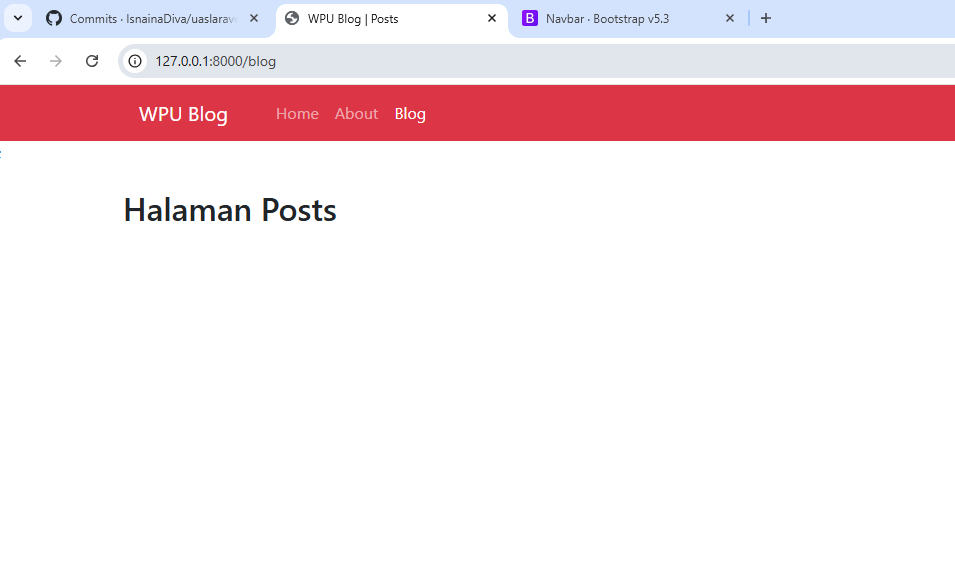 Commits · IsnainaDiva/uaslarav
WPU Blog | Posts
Navbar · Bootstrap v5.3
127.0.0.1:8000/blog
WPU Blog Home About Blog
Halaman Posts